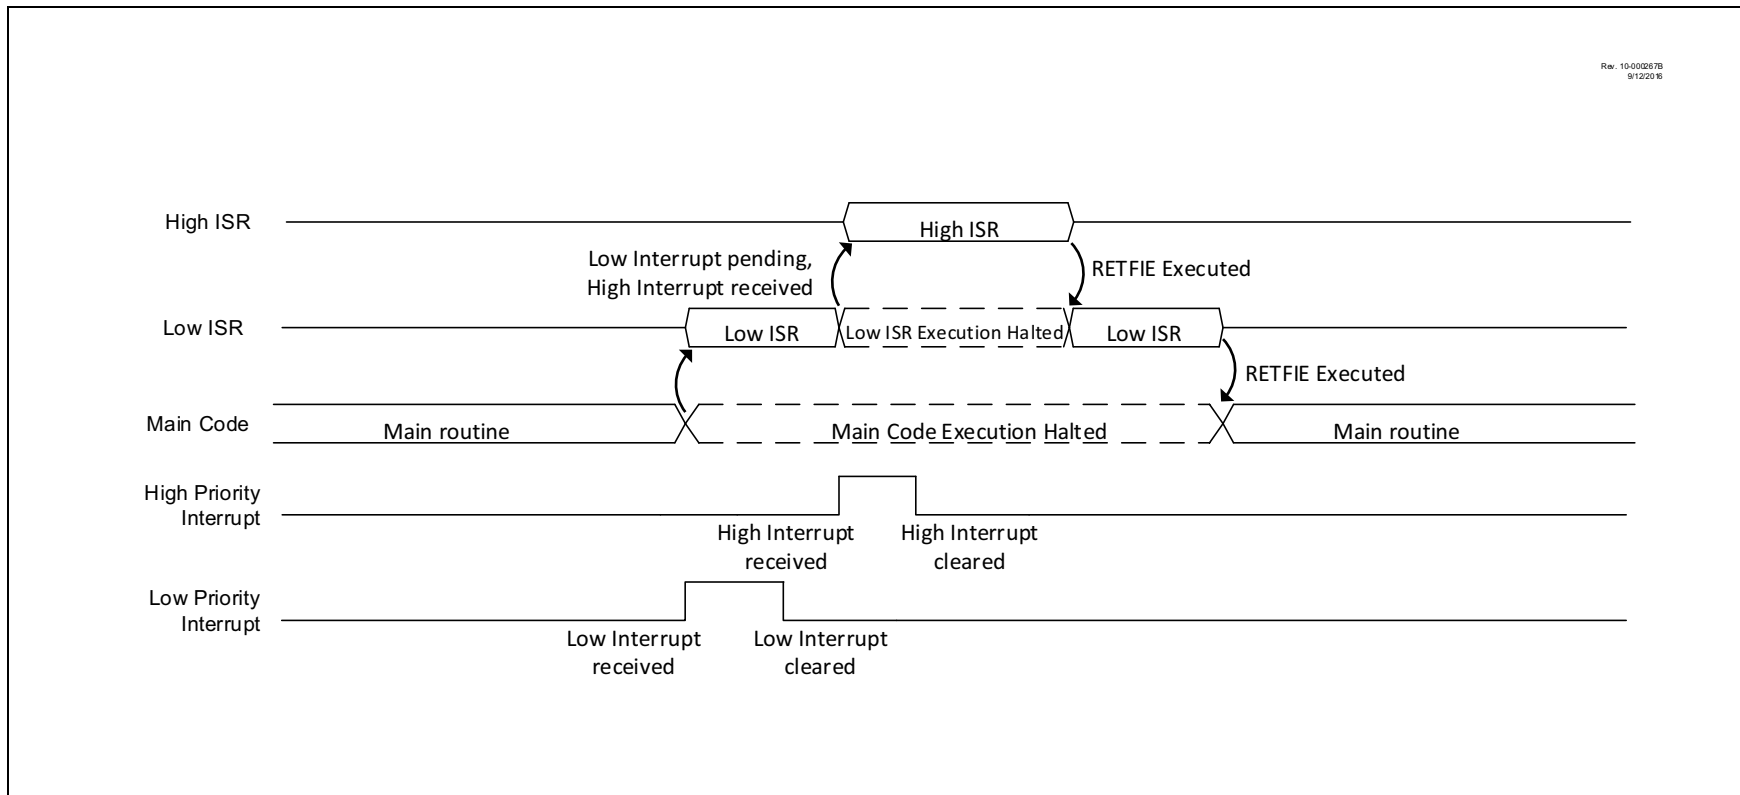 Rev. 10-000267B
9/12/2016
High ISR
High ISR
Low Interrupt pending,
High Interrupt received
RETFIE Executed
Low ISR
Low ISR
Low ISR Execution Halted
Low ISR
RETFIE Executed
Main Code
Main routine
Main Code Execution Halted
Main routine
High Priority
Interrupt
High Interrupt
received
High Interrupt
cleared
Low Priority
Interrupt
Low Interrupt
received
Low Interrupt
cleared